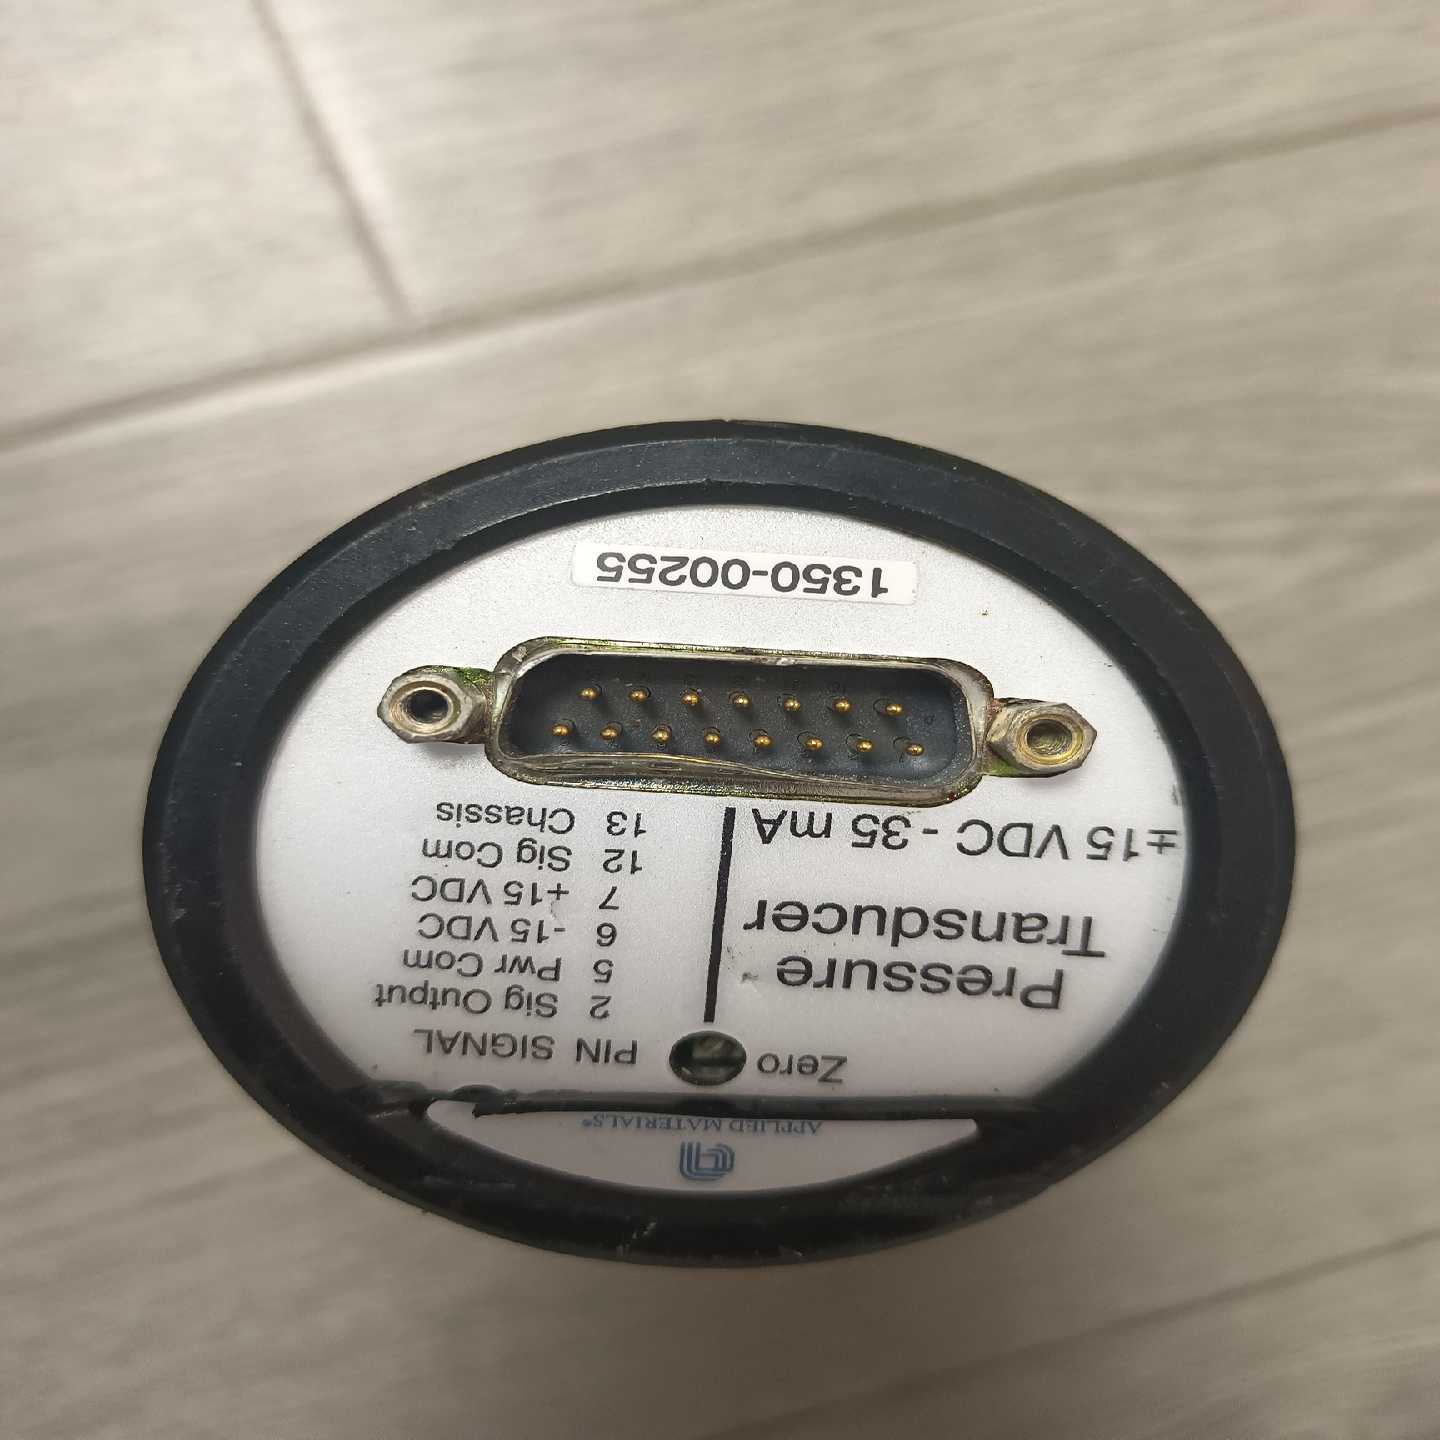 APPLIED MATERIALS®
Zero
Pressure
Transducer
±15 VDC - 35 mA
PIN SIGNAL
2 Sig Output
5 Pwr Com
6 -15 VDC
7 +15 VDC
12 Sig Com
13 Chassis
1350-00255